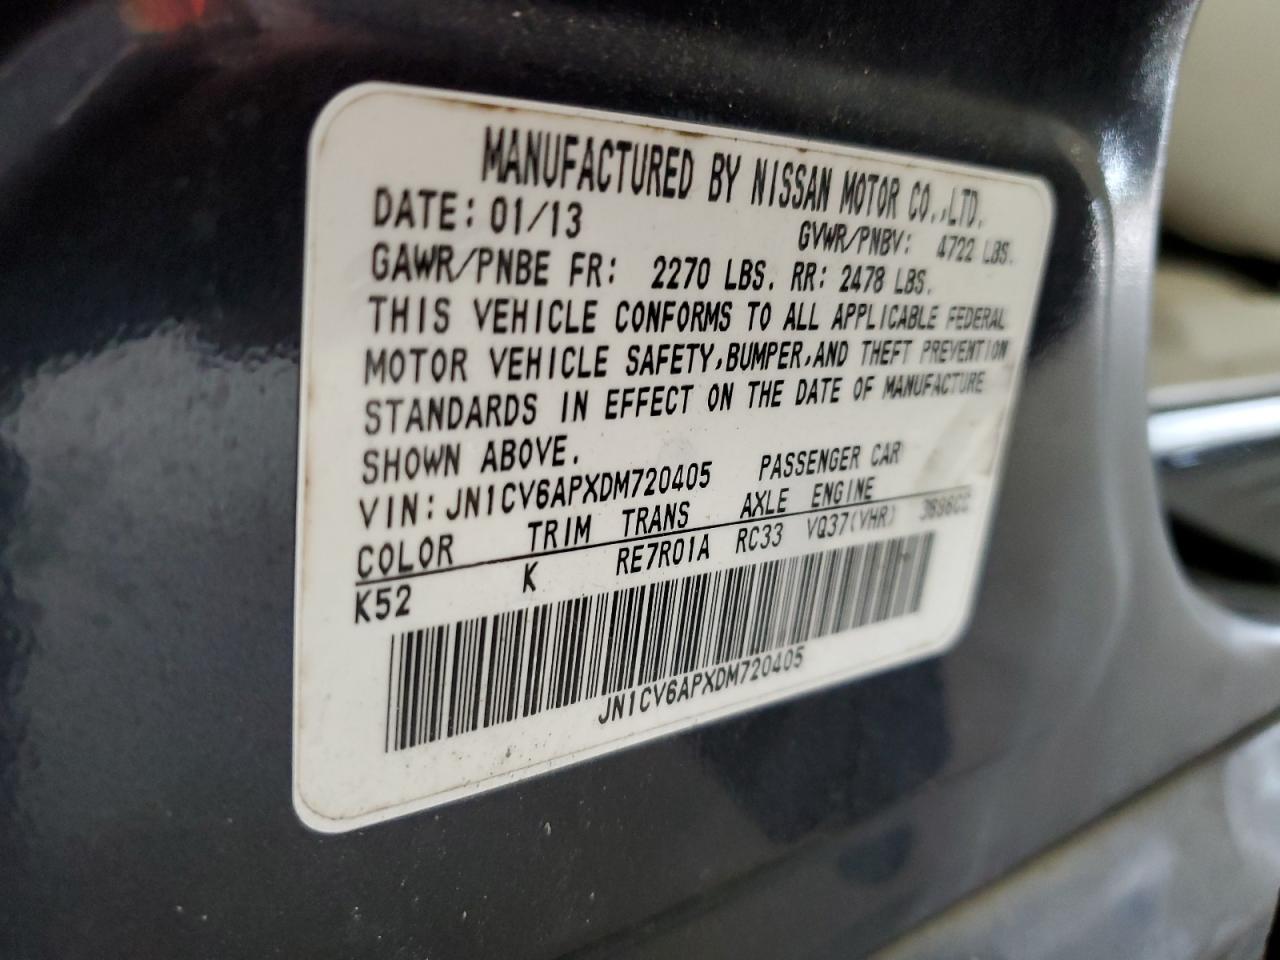 MANUFACTURED BY NISSAN MOTOR CO.,LTD.
DATE: 01/13 GVWR/PNBV: 4722 LBS.
GAWR/PNBE FR: 2270 LBS. RR: 2478 LBS.
THIS VEHICLE CONFORMS TO ALL APPLICABLE FEDERAL
MOTOR VEHICLE SAFETY,BUMPER,AND THEFT PREVENTION
STANDARDS IN EFFECT ON THE DATE OF MANUFACTURE
SHOWN ABOVE.
VIN: JN1CV6APXDM720405 PASSENGER CAR
COLOR TRIM TRANS AXLE ENGINE
K52 K RE7R01A RC33 VQ37(VHR) 3696CC
JN1CV6APXDM720405